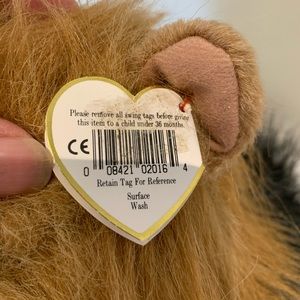 Please remove all swing tags before giving
this item to a child under 36 months.
CE
0 08421 02016 4
Retain Tag For Reference
Surface
Wash